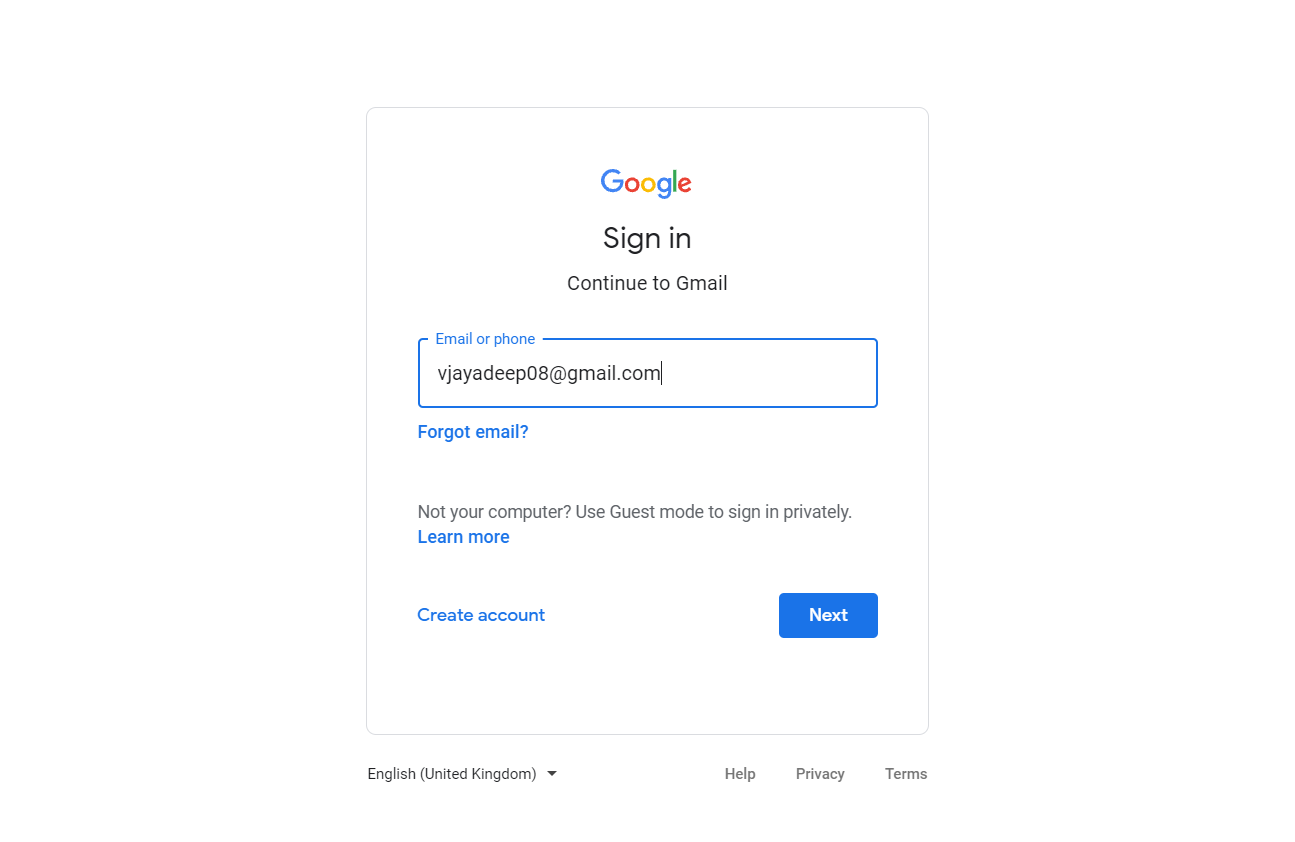 Google
Sign in
Continue to Gmail
Email or phone
vjayadeep08@gmail.com
Forgot email?
Not your computer? Use Guest mode to sign in privately.
Learn more
Create account
Next
English (United Kingdom)
Help Privacy Terms